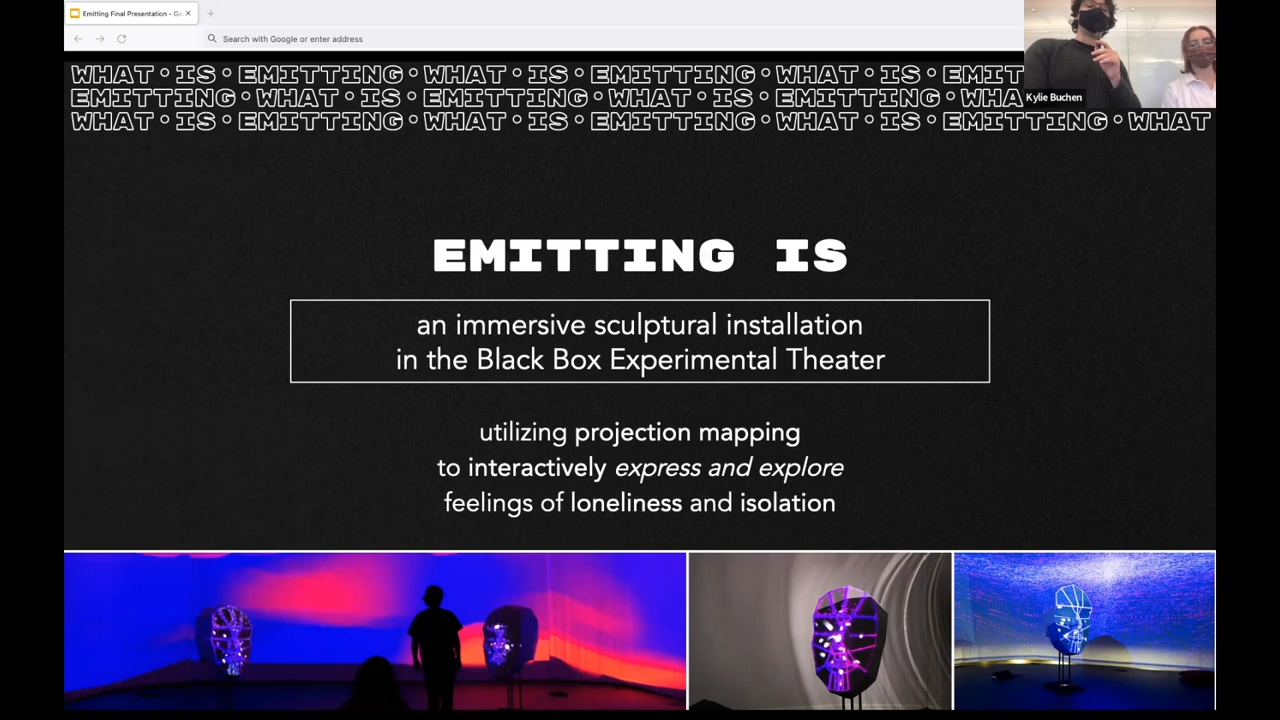 Emitting Final Presentation - Go
Search with Google or enter address
WHAT•IS•EMITTING•WHAT•IS•EMITTING•WHAT•IS•EMIT
EMITTING•WHAT•IS•EMITTING•WHAT•IS•EMITTING•WHA
WHAT•IS•EMITTING•WHAT•IS•EMITTING•WHAT•IS•EMITTING•WHAT
Kylie Buchen
EMITTING IS
an immersive sculptural installation
in the Black Box Experimental Theater
utilizing projection mapping
to interactively express and explore
feelings of loneliness and isolation